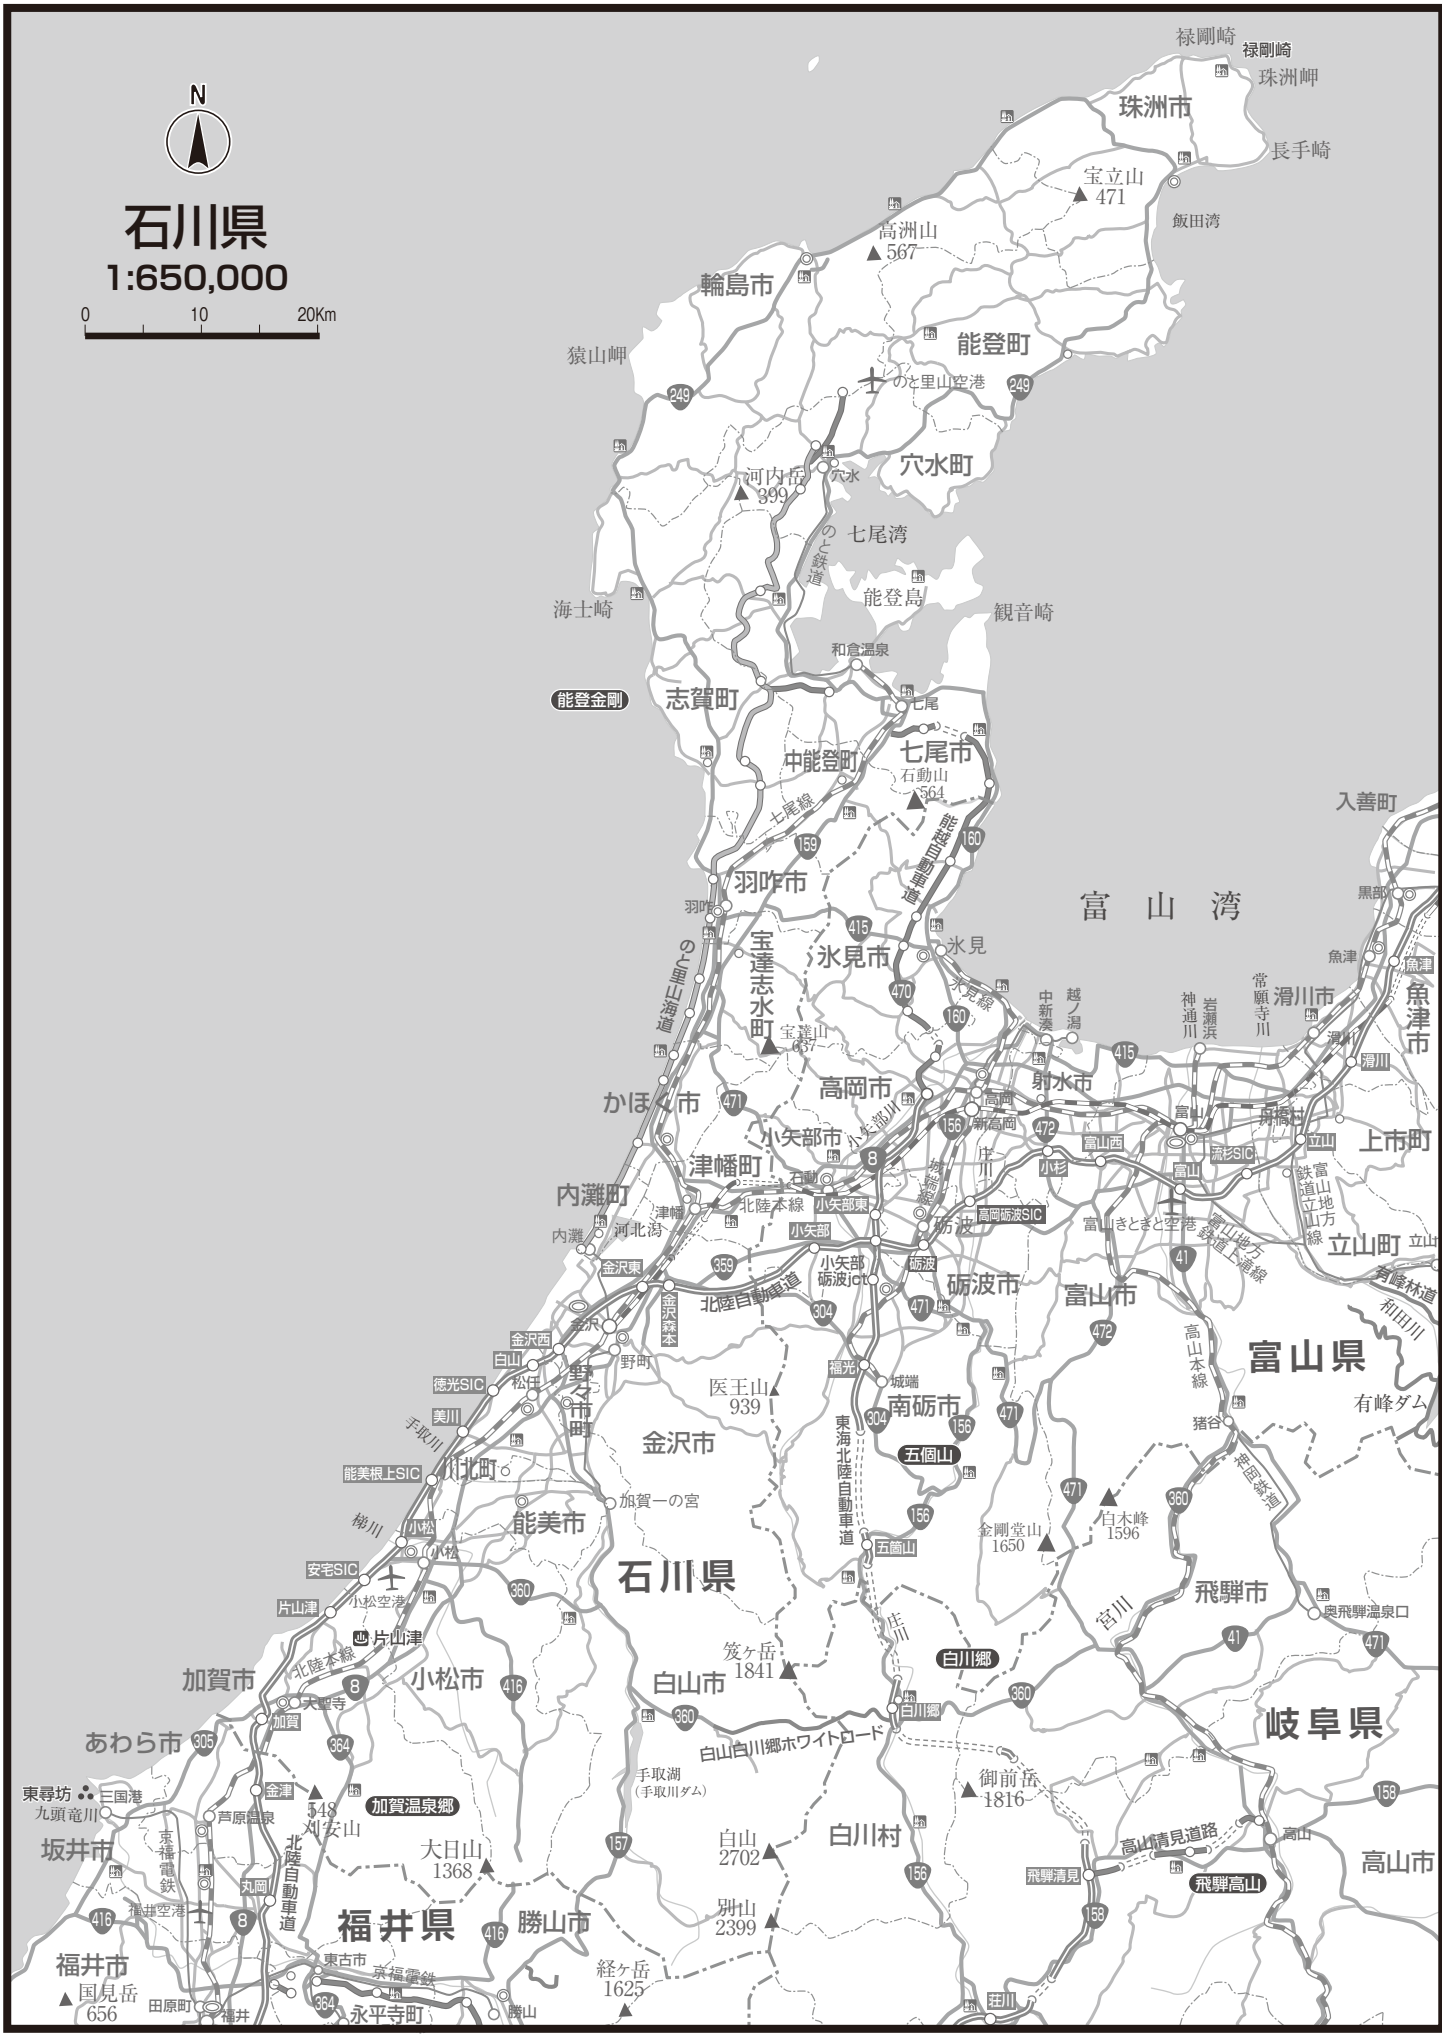 禄剛崎
禄剛崎
珠洲岬
N
珠洲市
長手崎
宝立山
471
石川県
飯田湾
高洲山
567
1:650,000
輪島市
0 10 20Km
能登町
猿山岬
のと里山空港
249
249
穴水町
河内岳
399
穴水
七尾湾
のと鉄道
能登島
海士崎
観音崎
和倉温泉
能登金剛
志賀町
七尾
七尾市
中能登町
石動山
564
入善町
七尾線
能越自動車道
160
159
羽咋市
黒部
富山湾
羽咋
415
宝達志水町
氷見市
氷見
のと里山海道
魚津
魚津
魚津市
470
氷見線
160
中新湊
越ノ潟
神通川
岩瀬浜
常願寺川
滑川市
宝達山
637
滑川
滑川
415
高岡市
射水市
かほく市
471
高岡
新高岡
小矢部川
156
472
富山
舟橋村
小矢部市
富山西
流杉SIC
立山
上市町
津幡町
8
庄川
小杉
富山
石動
城端線
内灘町
北陸本線
小矢部東
高岡砺波SIC
富山地方鉄道立山線
津幡
河北潟
砺波
富山きときと空港
富山地方鉄道上滝線
内灘
小矢部
41
立山町
立山
金沢東
359
小矢部砺波jct
砺波
砺波市
富山市
有峰林道
金沢森本
北陸自動車道
304
471
和田川
金沢
472
高山本線
富山県
金沢西
野町
白山
福光
徳光SIC
松任
野々市町
医王山
939
城端
南砺市
有峰ダム
美川
304
156
471
手取川
東海北陸自動車道
猪谷
金沢市
五個山
能美根上SIC
川北町
神岡鉄道
471
360
白木峰
1596
加賀一の宮
梯川
能美市
156
金剛堂山
1650
小松
小松
五箇山
安宅SIC
石川県
小松空港
360
飛騨市
片山津
奥飛騨温泉口
宮川
庄川
片山津
41
471
北陸本線
笈ヶ岳
1841
白川郷
加賀市
小松市
白山市
8
416
360
大聖寺
360
白川郷
加賀
岐阜県
あわら市
305
364
白山白川郷ホワイトロード
手取湖
(手取川ダム)
御前岳
1816
東尋坊
三国港
金津
158
九頭竜川
548
刈安山
加賀温泉郷
芦原温泉
坂井市
京福電鉄
北陸自動車道
大日山
1368
157
白山
2702
白川村
高山清見道路
高山
高山市
丸岡
156
飛騨清見
飛騨高山
福井空港
416
8
福井県
416
勝山市
別山
2399
158
福井市
東古市
京福電鉄
経ヶ岳
1625
国見岳
656
田原町
福井
364
永平寺町
勝山
荘川